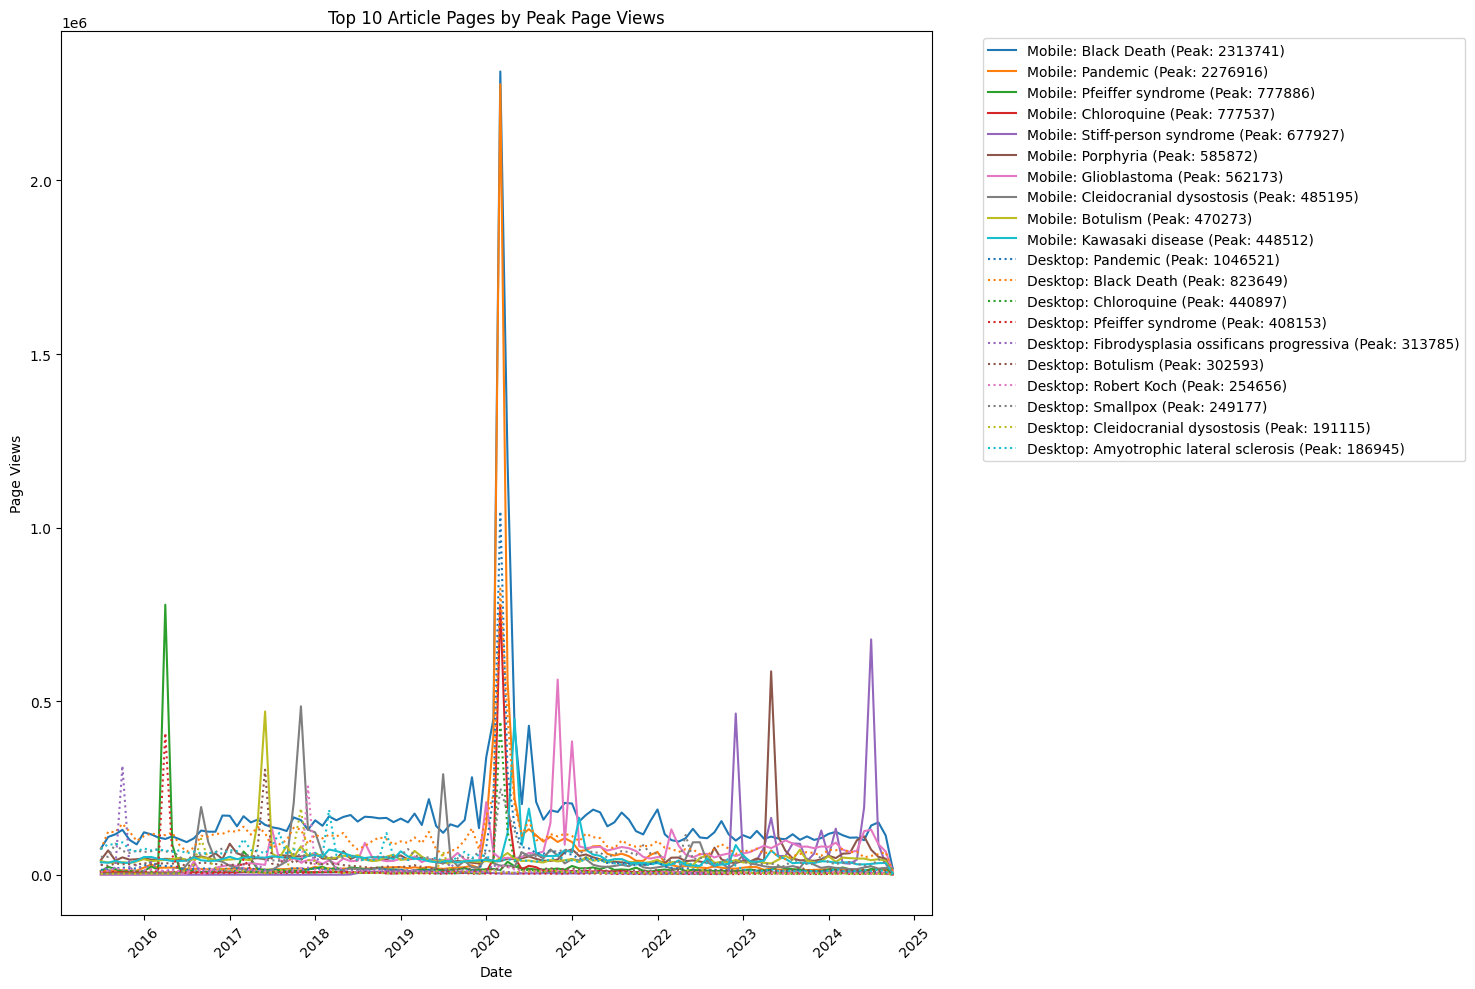 Top 10 Article Pages by Peak Page Views
1e6
2.0
1.5
1.0
0.5
0.0
Page Views
2016
2017
2018
2019
2020
2021
2022
2023
2024
2025
Date
Mobile: Black Death (Peak: 2313741)
Mobile: Pandemic (Peak: 2276916)
Mobile: Pfeiffer syndrome (Peak: 777886)
Mobile: Chloroquine (Peak: 777537)
Mobile: Stiff-person syndrome (Peak: 677927)
Mobile: Porphyria (Peak: 585872)
Mobile: Glioblastoma (Peak: 562173)
Mobile: Cleidocranial dysostosis (Peak: 485195)
Mobile: Botulism (Peak: 470273)
Mobile: Kawasaki disease (Peak: 448512)
Desktop: Pandemic (Peak: 1046521)
Desktop: Black Death (Peak: 823649)
Desktop: Chloroquine (Peak: 440897)
Desktop: Pfeiffer syndrome (Peak: 408153)
Desktop: Fibrodysplasia ossificans progressiva (Peak: 313785)
Desktop: Botulism (Peak: 302593)
Desktop: Robert Koch (Peak: 254656)
Desktop: Smallpox (Peak: 249177)
Desktop: Cleidocranial dysostosis (Peak: 191115)
Desktop: Amyotrophic lateral sclerosis (Peak: 186945)